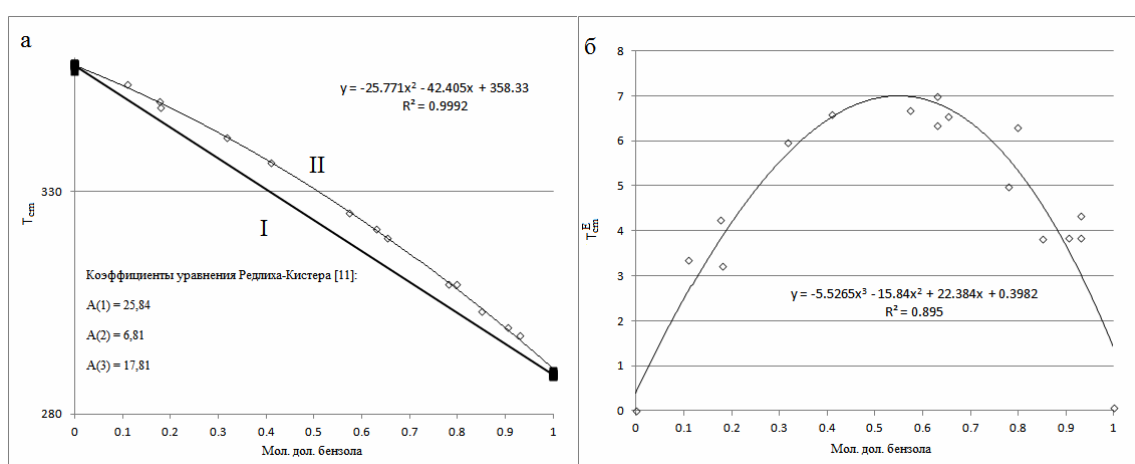 а
y = -25.771x² - 42.405x + 358.33
R² = 0.9992
II
330
I
T_cm
Коэффициенты уравнения Редлиха-Кистера [11]:
A(1) = 25,84
A(2) = 6,81
A(3) = 17,81
280
0 0.1 0.2 0.3 0.4 0.5 0.6 0.7 0.8 0.9 1
Мол. дол. бензола
б
8
7
6
5
4
3
2
1
0
T_cm^E
y = -5.5265x³ - 15.84x² + 22.384x + 0.3982
R² = 0.895
0 0.1 0.2 0.3 0.4 0.5 0.6 0.7 0.8 0.9 1
Мол. дол. бензола